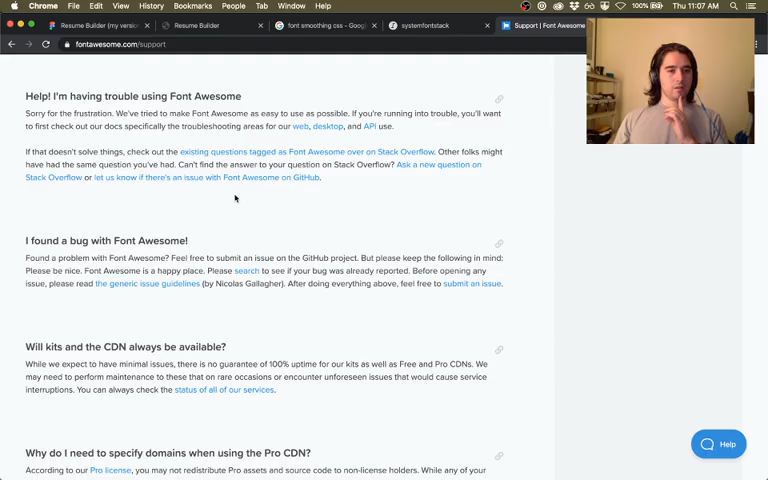 Chrome File Edit View History Bookmarks People Tab Window Help 100% Thu 11:07 AM
Resume Builder (my version
Resume Builder
font smoothing css - Goog
systemfontstack
Support | Font Awesome
fontawesome.com/support
Help! I'm having trouble using Font Awesome
Sorry for the frustration. We've tried to make Font Awesome as easy to use as possible. If you're running into trouble, you'll want
to first check out our docs specifically the troubleshooting areas for our web, desktop, and API use.
If that doesn't solve things, check out the existing questions tagged as Font Awesome over on Stack Overflow. Other folks might
have had the same question you've had. Can't find the answer to your question on Stack Overflow? Ask a new question on
Stack Overflow or let us know if there's an issue with Font Awesome on GitHub.
I found a bug with Font Awesome!
Found a problem with Font Awesome? Feel free to submit an issue on the GitHub project. But please keep the following in mind:
Please be nice. Font Awesome is a happy place. Please search to see if your bug was already reported. Before opening any
issue, please read the generic issue guidelines (by Nicolas Gallagher). After doing everything above, feel free to submit an issue.
Will kits and the CDN always be available?
While we expect to have minimal issues, there is no guarantee of 100% uptime for our kits as well as Free and Pro CDNs. We
may need to perform maintenance to these that on rare occasions or encounter unforeseen issues that would cause service
interruptions. You can always check the status of all of our services.
Why do I need to specify domains when using the Pro CDN?
According to our Pro license, you may not redistribute Pro assets and source code to non-license holders. While any of your
Help